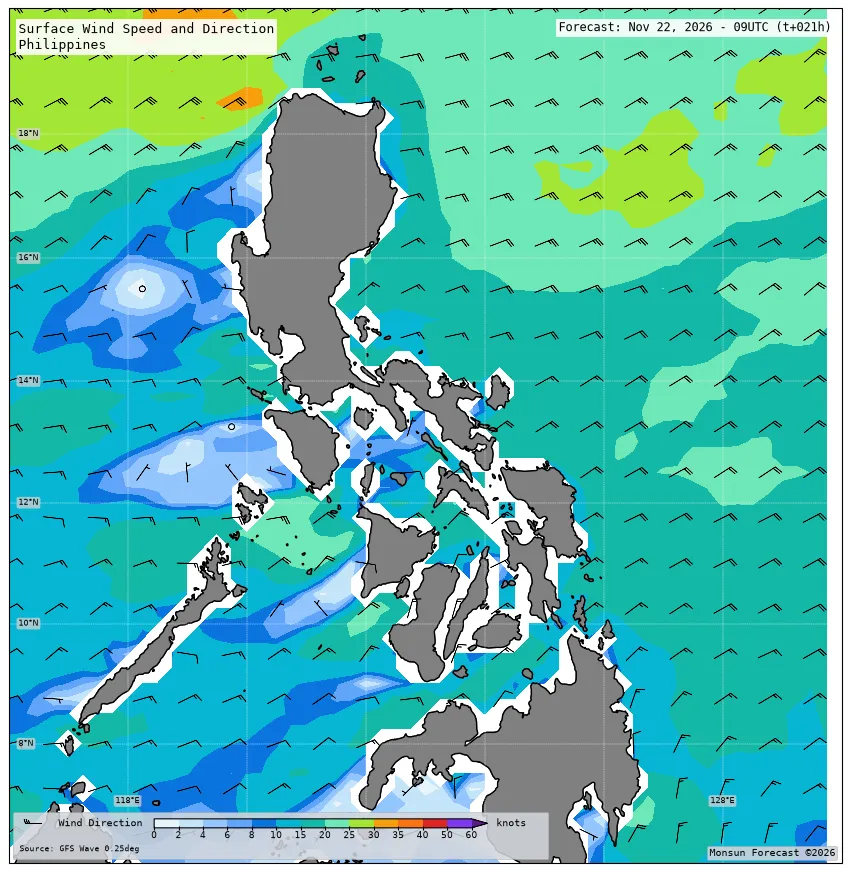 Surface Wind Speed and Direction
Philippines
Forecast: Nov 22, 2026 - 09UTC (t+021h)
18°N
16°N
14°N
12°N
10°N
8°N
118°E
128°E
Wind Direction
0 2 4 6 8 10 15 20 25 30 35 40 50 60
knots
Source: GFS Wave 0.25deg
Monsun Forecast ©2026